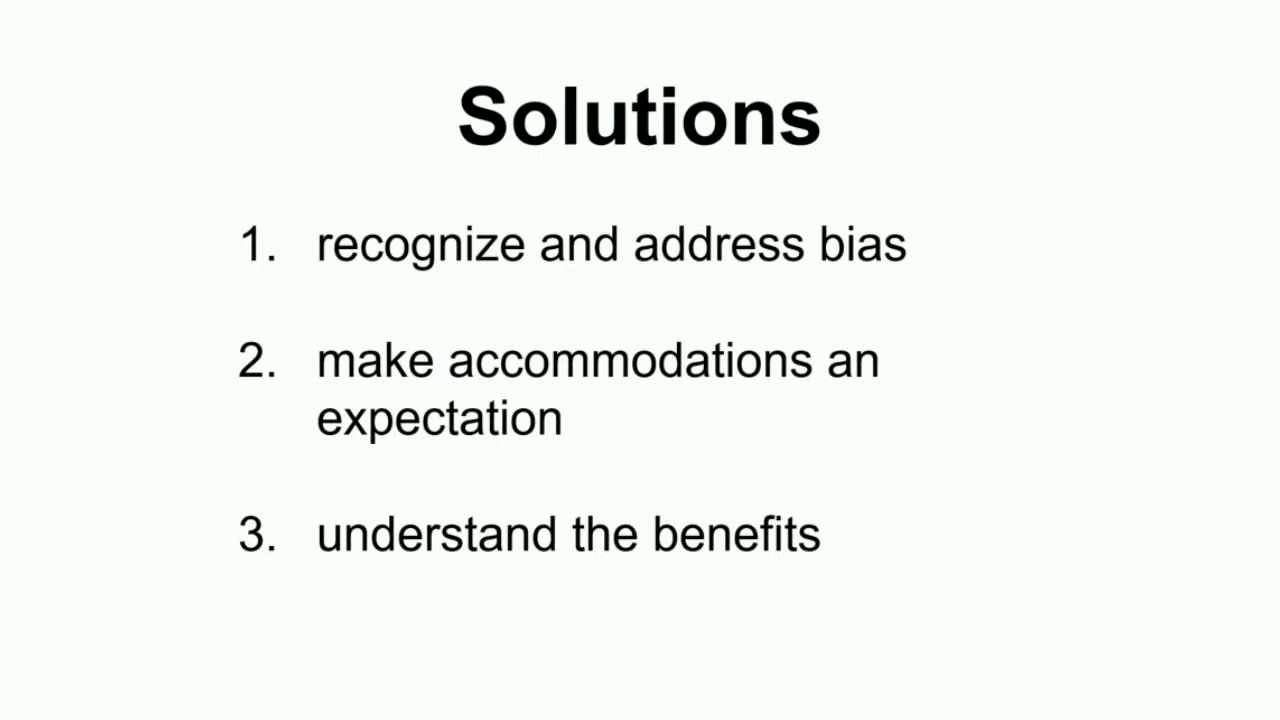 Solutions
1. recognize and address bias
2. make accommodations an
expectation
3. understand the benefits